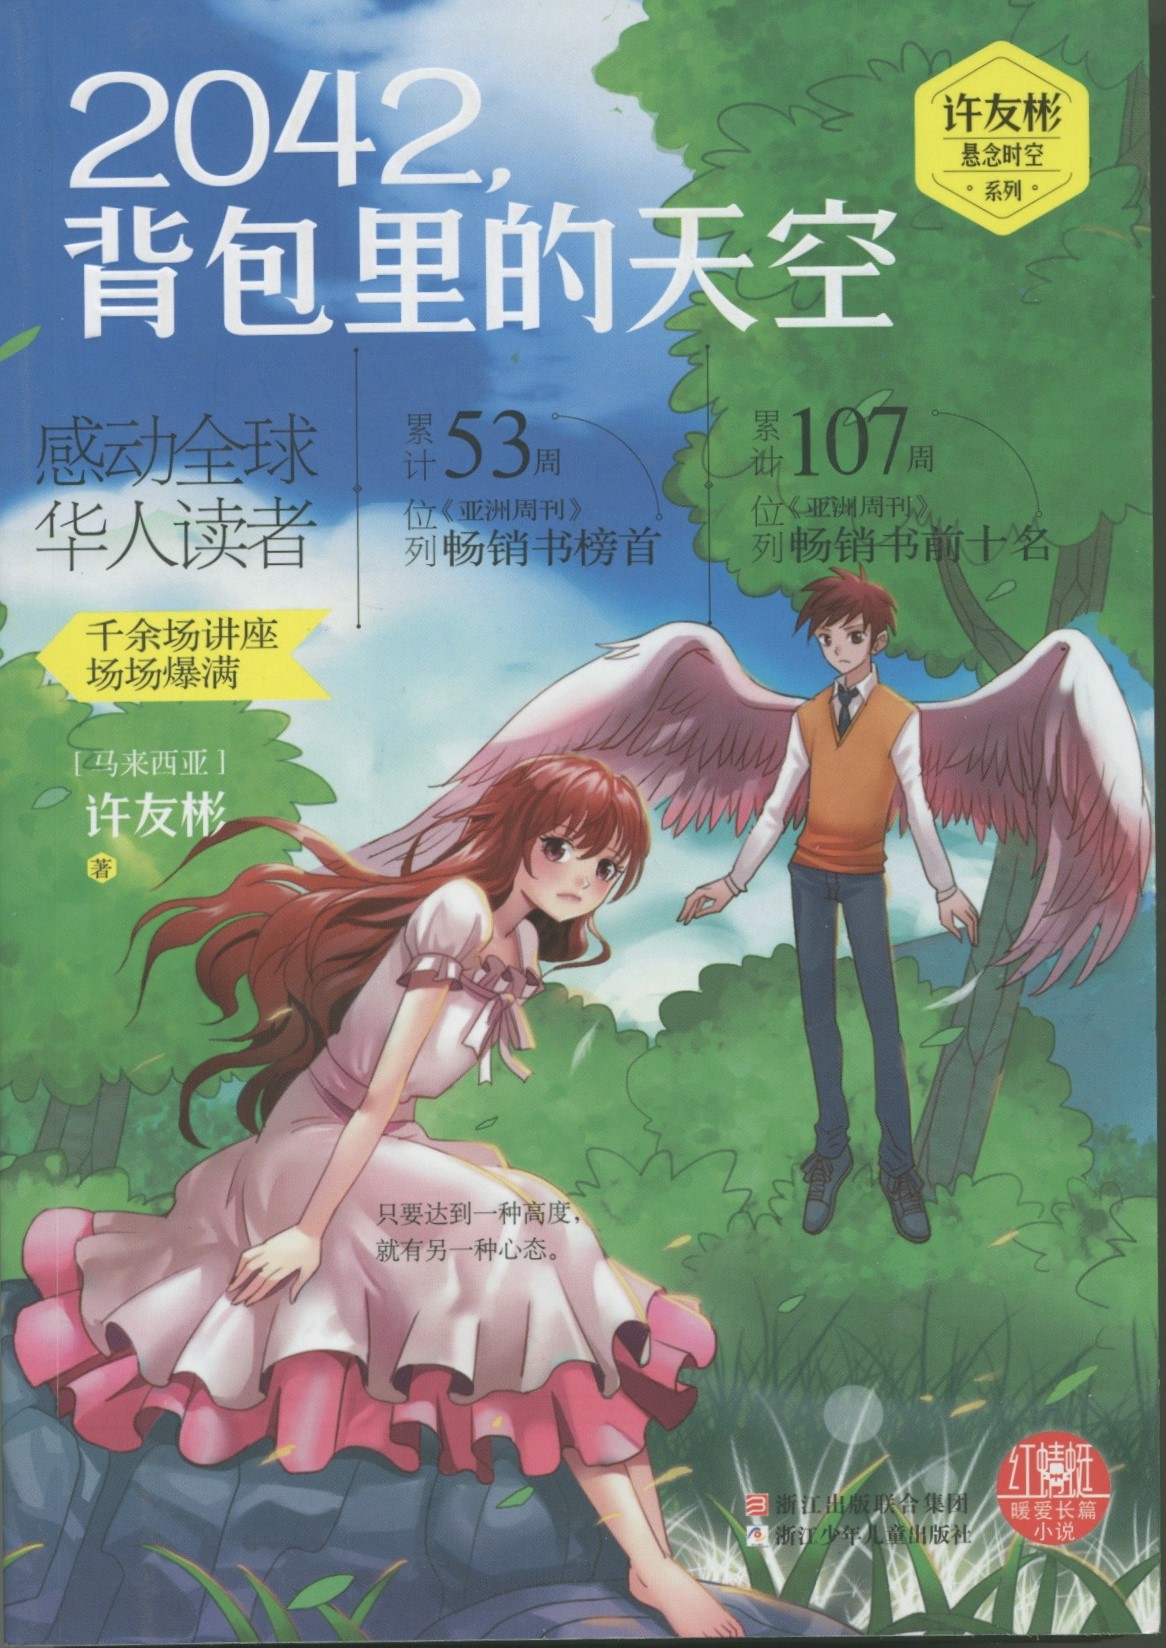 2042,
背包里的天空
许友彬
悬念时空
系列
感动全球
华人读者
累计53周
位列《亚洲周刊》
畅销书榜首
累计107周
位列《亚洲周刊》
畅销书前十名
千余场讲座
场场爆满
[马来西亚]
许友彬
著
只要达到一种高度，
就有另一种心态。
浙江出版联合集团
浙江少年儿童出版社
红蜻蜓
暖爱长篇
小说